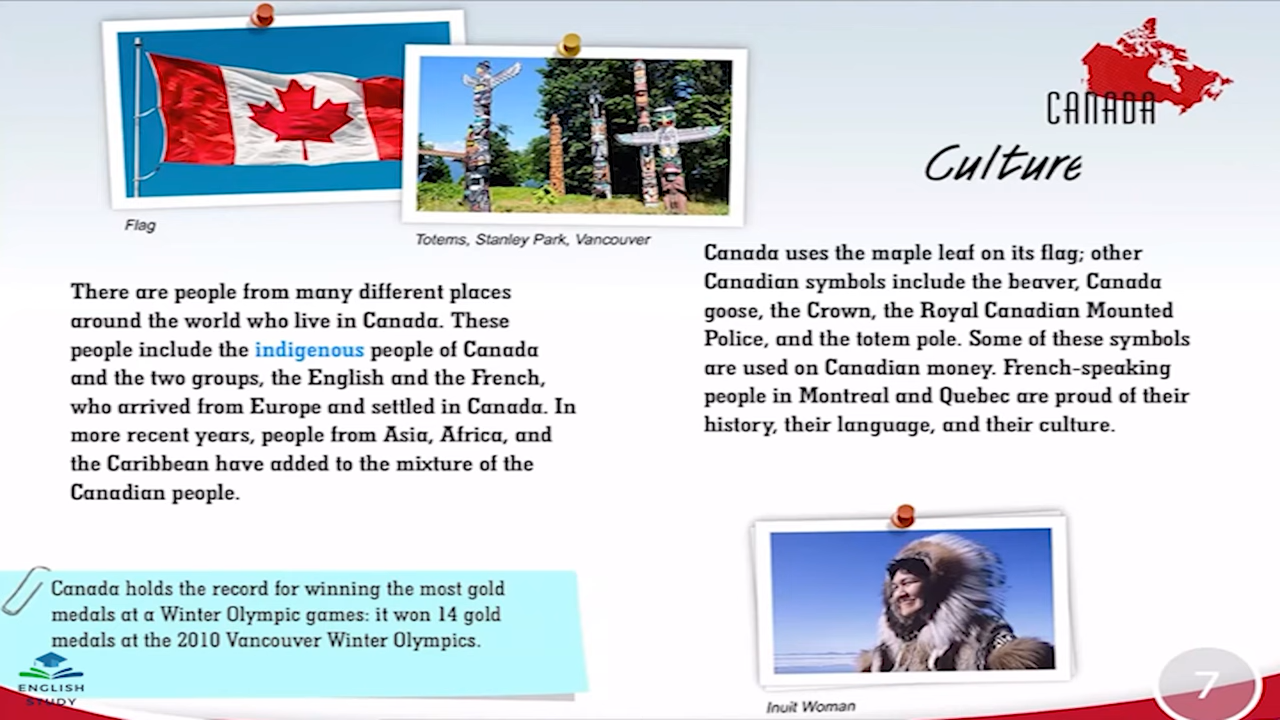 CANADA
Culture
Flag
Totems, Stanley Park, Vancouver
There are people from many different places
around the world who live in Canada. These
people include the indigenous people of Canada
and the two groups, the English and the French,
who arrived from Europe and settled in Canada. In
more recent years, people from Asia, Africa, and
the Caribbean have added to the mixture of the
Canadian people.
Canada uses the maple leaf on its flag; other
Canadian symbols include the beaver, Canada
goose, the Crown, the Royal Canadian Mounted
Police, and the totem pole. Some of these symbols
are used on Canadian money. French-speaking
people in Montreal and Quebec are proud of their
history, their language, and their culture.
Canada holds the record for winning the most gold
medals at a Winter Olympic games: it won 14 gold
medals at the 2010 Vancouver Winter Olympics.
ENGLISH
STUDY
Inuit Woman
7